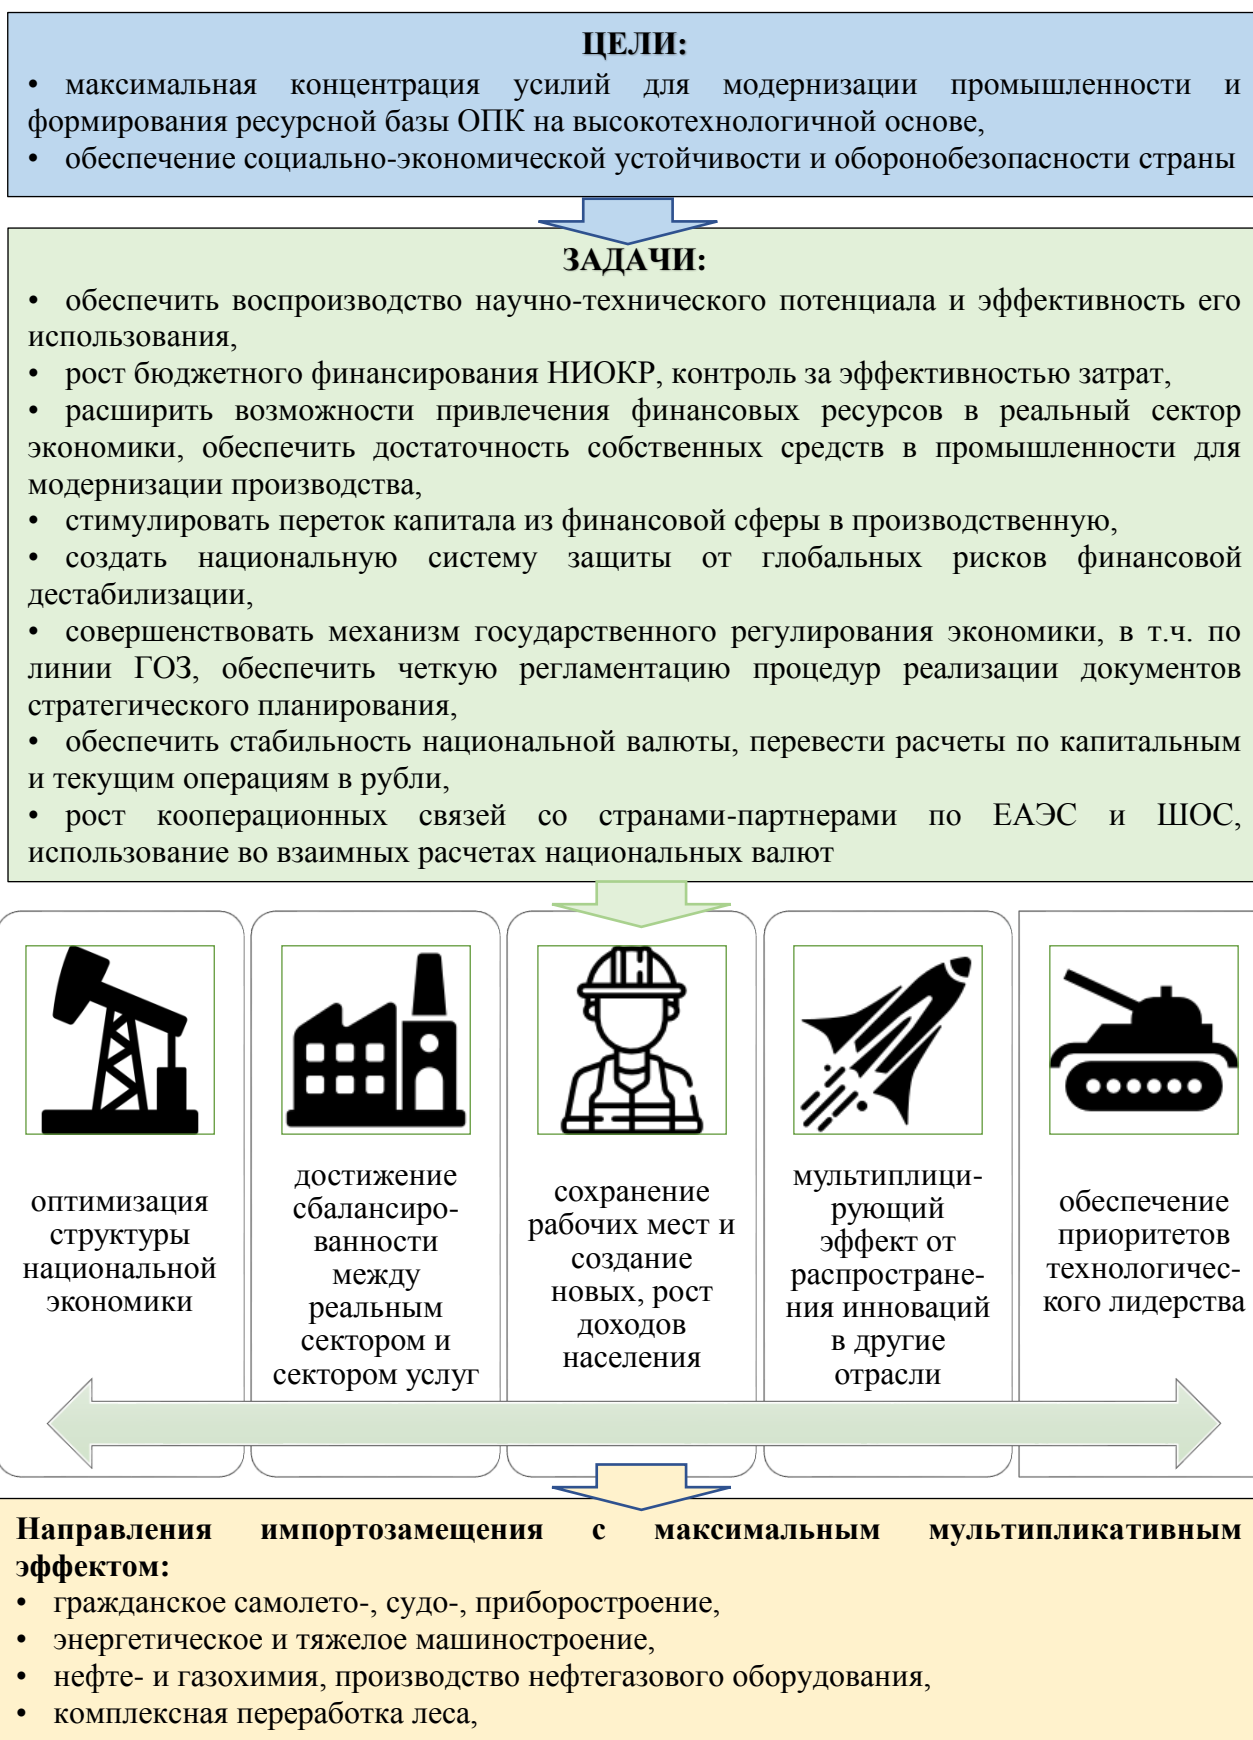 ЦЕЛИ:
• максимальная концентрация усилий для модернизации промышленности и
формирования ресурсной базы ОПК на высокотехнологичной основе,
• обеспечение социально-экономической устойчивости и оборонобезопасности страны
ЗАДАЧИ:
• обеспечить воспроизводство научно-технического потенциала и эффективность его
использования,
• рост бюджетного финансирования НИОКР, контроль за эффективностью затрат,
• расширить возможности привлечения финансовых ресурсов в реальный сектор
экономики, обеспечить достаточность собственных средств в промышленности для
модернизации производства,
• стимулировать переток капитала из финансовой сферы в производственную,
• создать национальную систему защиты от глобальных рисков финансовой
дестабилизации,
• совершенствовать механизм государственного регулирования экономики, в т.ч. по
линии ГОЗ, обеспечить четкую регламентацию процедур реализации документов
стратегического планирования,
• обеспечить стабильность национальной валюты, перевести расчеты по капитальным
и текущим операциям в рубли,
• рост кооперационных связей со странами-партнерами по ЕАЭС и ШОС,
использование во взаимных расчетах национальных валют
оптимизация
структуры
национальной
экономики
достижение
сбалансиро-
ванности
между
реальным
сектором и
сектором услуг
сохранение
рабочих мест и
создание
новых, рост
доходов
населения
мультиплици-
рующий
эффект от
распростране-
ния инноваций
в другие
отрасли
обеспечение
приоритетов
технологичес-
кого лидерства
Направления импортозамещения с максимальным мультипликативным
эффектом:
• гражданское самолето-, судо-, приборостроение,
• энергетическое и тяжелое машиностроение,
• нефте- и газохимия, производство нефтегазового оборудования,
• комплексная переработка леса,